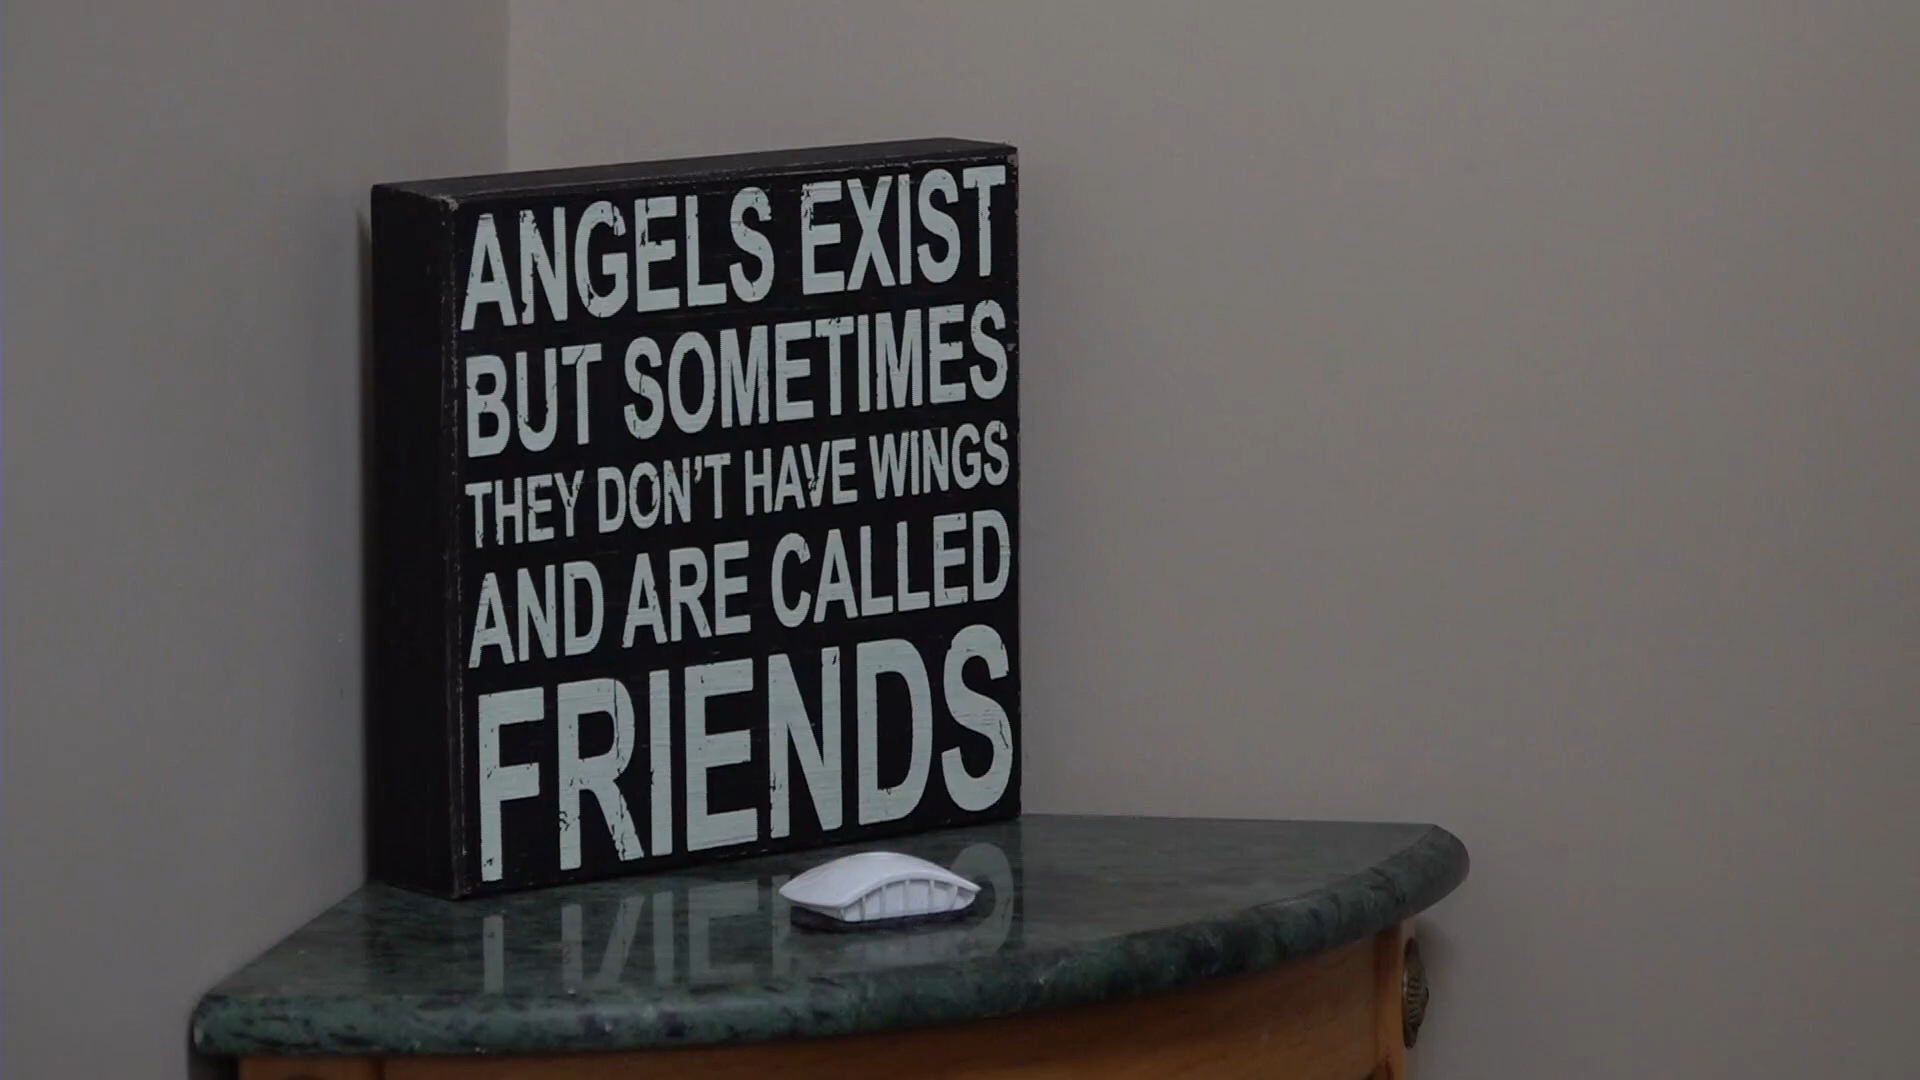 ANGELS EXIST
BUT SOMETIMES
THEY DON'T HAVE WINGS
AND ARE CALLED
FRIENDS